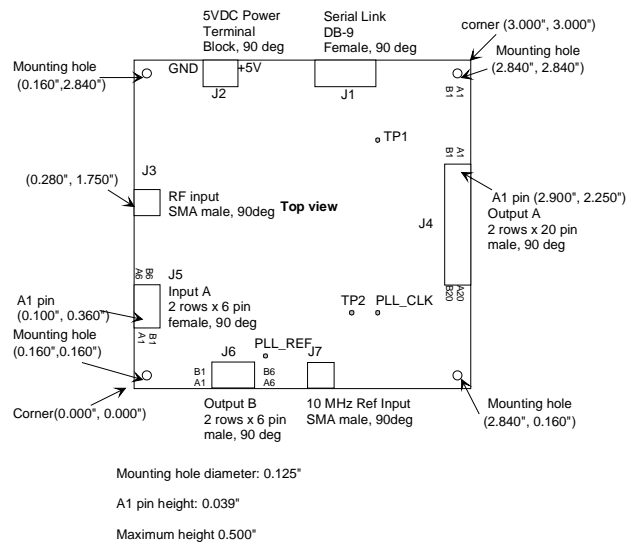 5VDC Power
Terminal
Block, 90 deg
Serial Link
DB-9
Female, 90 deg
corner (3.000", 3.000")
Mounting hole
(0.160",2.840")
GND
+5V
J2
J1
Mounting hole
(2.840", 2.840")
B1
A1
TP1
B1
A1
J3
(0.280", 1.750")
RF input
SMA male, 90deg
Top view
J4
A1 pin (2.900", 2.250")
Output A
2 rows x 20 pin
male, 90 deg
A6
B6
J5
Input A
2 rows x 6 pin
female, 90 deg
A1 pin
(0.100", 0.360")
A1
B1
TP2
PLL_CLK
B20
A20
Mounting hole
(0.160",0.160")
PLL_REF
J6
J7
B1
A1
B6
A6
Corner(0.000", 0.000")
Output B
2 rows x 6 pin
male, 90 deg
10 MHz Ref Input
SMA male, 90deg
Mounting hole
(2.840", 0.160")
Mounting hole diameter: 0.125"
A1 pin height: 0.039"
Maximum height 0.500"